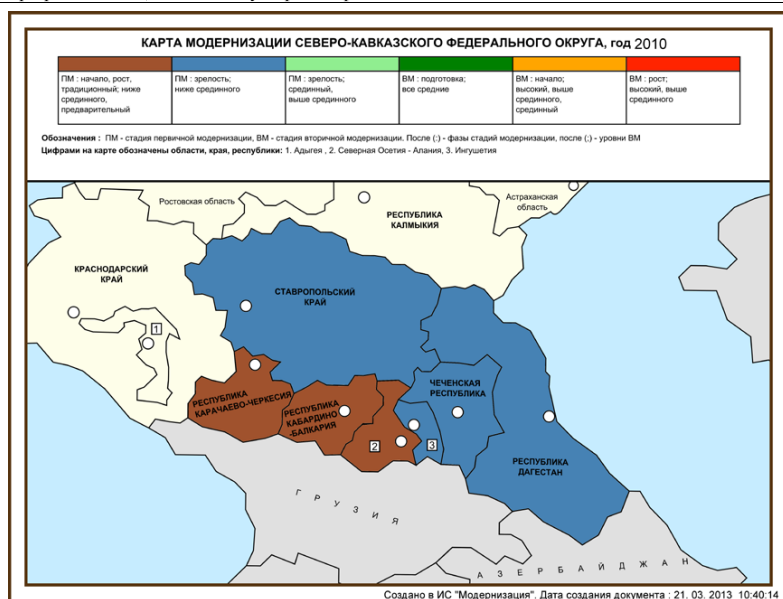 КАРТА МОДЕРНИЗАЦИИ СЕВЕРО-КАВКАЗСКОГО ФЕДЕРАЛЬНОГО ОКРУГА, год 2010
ПМ : начало, рост,
традиционный; ниже
срединного,
предварительный
ПМ : зрелость;
ниже срединного
ПМ : зрелость;
срединный,
выше срединного
ВМ : подготовка;
все средние
ВМ : начало;
высокий, выше
срединного,
срединный
ВМ : рост;
высокий, выше
срединного
Обозначения : ПМ - стадия первичной модернизации, ВМ - стадия вторичной модернизации. После (:) - фазы стадий модернизации, после (;) - уровни ВМ
Цифрами на карте обозначены области, края, республики: 1. Адыгея , 2. Северная Осетия - Алания, 3. Ингушетия
Ростовская область
Астраханская
область
РЕСПУБЛИКА
КАЛМЫКИЯ
КРАСНОДАРСКИЙ
КРАЙ
СТАВРОПОЛЬСКИЙ
КРАЙ
1
ЧЕЧЕНСКАЯ
РЕСПУБЛИКА
РЕСПУБЛИКА
КАРАЧАЕВО-ЧЕРКЕСИЯ
РЕСПУБЛИКА
КАБАРДИНО
-БАЛКАРИЯ
2
3
РЕСПУБЛИКА
ДАГЕСТАН
ГРУЗИЯ
АЗЕРБАЙДЖАН
Создано в ИС "Модернизация". Дата создания документа : 21. 03. 2013 10:40:14